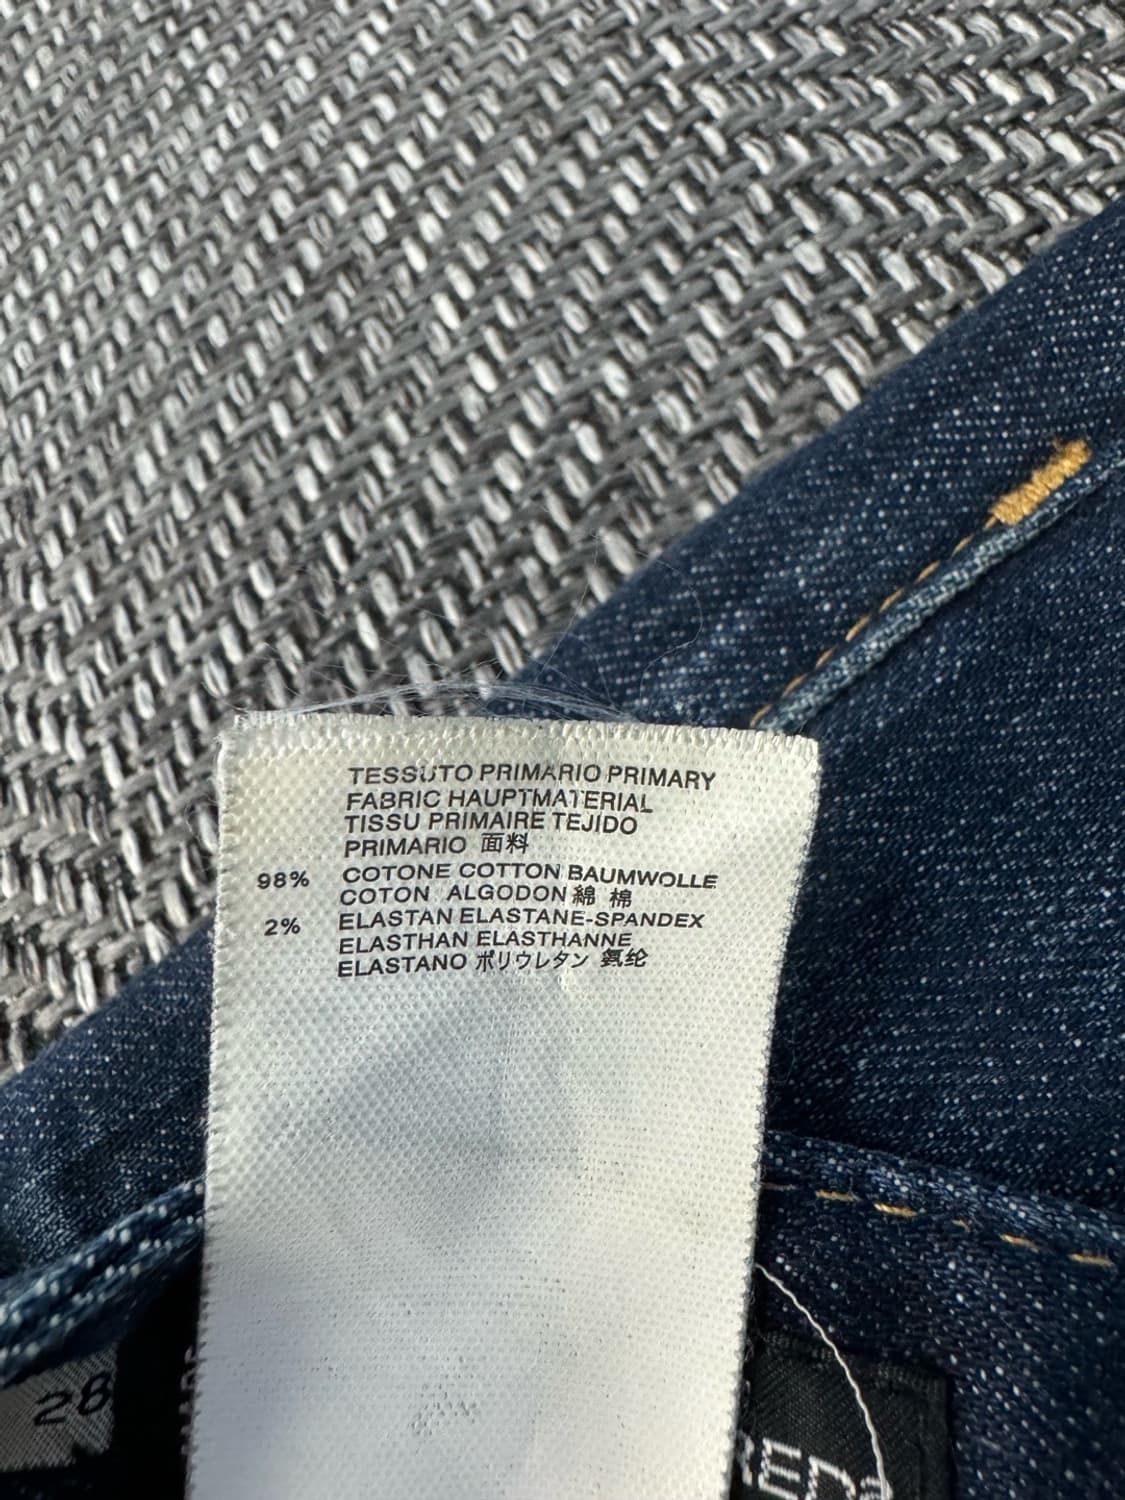 TESSUTO PRIMARIO PRIMARY
FABRIC HAUPTMATERIAL
TISSU PRIMAIRE TEJIDO
PRIMARIO 面料
98% COTONE COTTON BAUMWOLLE
COTON ALGODON 綿 棉
2% ELASTAN ELASTANE-SPANDEX
ELASTHAN ELASTHANNE
ELASTANO ポリウレタン 氨纶
28